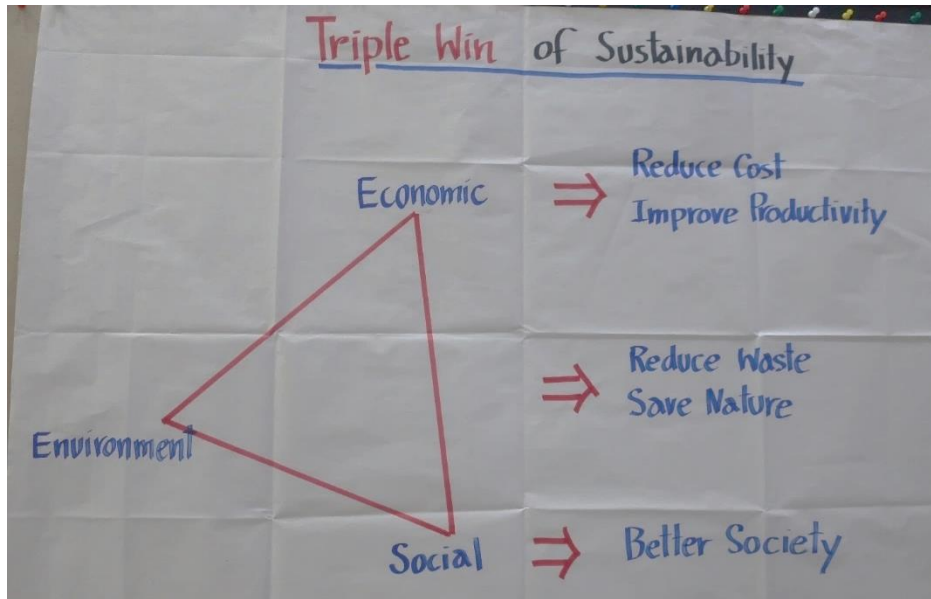 Triple Win of Sustainability
Economic ⇒ Reduce Cost
Improve Productivity
Environment ⇒ Reduce Waste
Save Nature
Social ⇒ Better Society